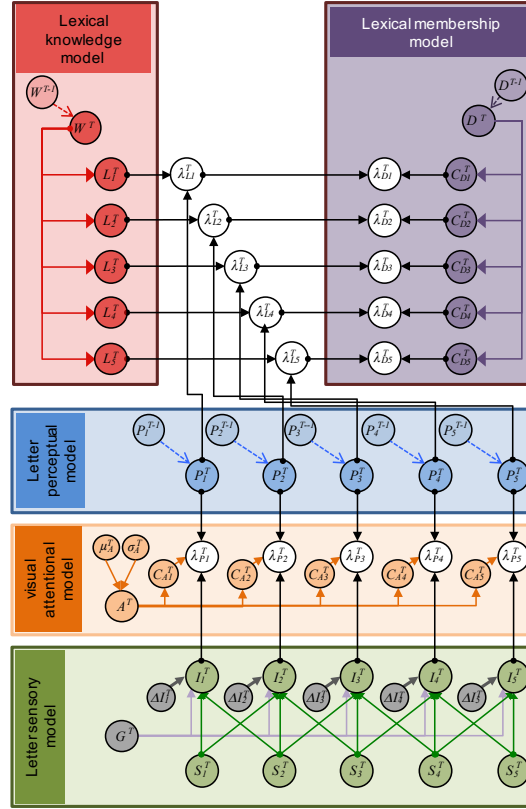 Lexical knowledge model
Lexical membership model
W^{T-1}
D^{T-1}
W^T
D^T
L_1^T λ_{L1}^T λ_{D1}^T C_{D1}^T
L_2^T λ_{L2}^T λ_{D2}^T C_{D2}^T
L_3^T λ_{L3}^T λ_{D3}^T C_{D3}^T
L_4^T λ_{L4}^T λ_{D4}^T C_{D4}^T
L_5^T λ_{L5}^T λ_{D5}^T C_{D5}^T
Letter perceptual model
P_1^{T-1} P_2^{T-1} P_3^{T-1} P_4^{T-1} P_5^{T-1}
P_1^T P_2^T P_3^T P_4^T P_5^T
visual attentional model
μ_A^T σ_A^T λ_{P1}^T λ_{P2}^T λ_{P3}^T λ_{P4}^T λ_{P5}^T
C_{A1}^T C_{A2}^T C_{A3}^T C_{A4}^T C_{A5}^T
A^T
Letter sensory model
I_1^T I_2^T I_3^T I_4^T I_5^T
ΔI_1^T ΔI_2^T ΔI_3^T ΔI_4^T ΔI_5^T
G^T
S_1^T S_2^T S_3^T S_4^T S_5^T